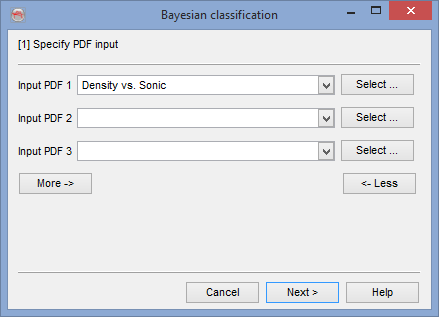 Bayesian classification
[1] Specify PDF input
Input PDF 1 Density vs. Sonic Select ...
Input PDF 2 Select ...
Input PDF 3 Select ...
More -> <- Less
Cancel Next > Help